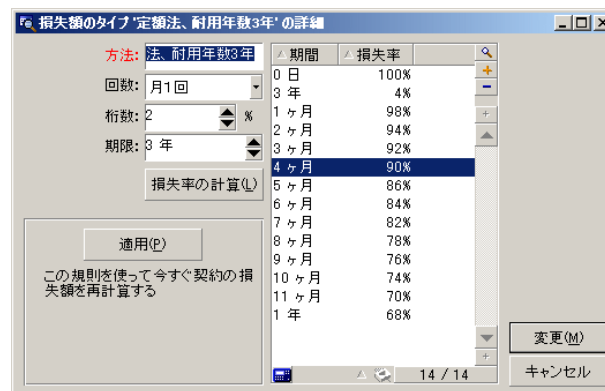 損失額のタイプ '定額法、耐用年数3年' の詳細
方法: 法、耐用年数3年
回数: 月1回
桁数: 2 %
期限: 3 年
損失率の計算(L)
適用(P)
この規則を使って今すぐ契約の損
失額を再計算する
期間 損失率
0 日 100%
3 年 4%
1 ヶ月 98%
2 ヶ月 94%
3 ヶ月 92%
4 ヶ月 90%
5 ヶ月 86%
6 ヶ月 84%
7 ヶ月 82%
8 ヶ月 78%
9 ヶ月 76%
10 ヶ月 74%
11 ヶ月 70%
1 年 68%
14 / 14
変更(M)
キャンセル